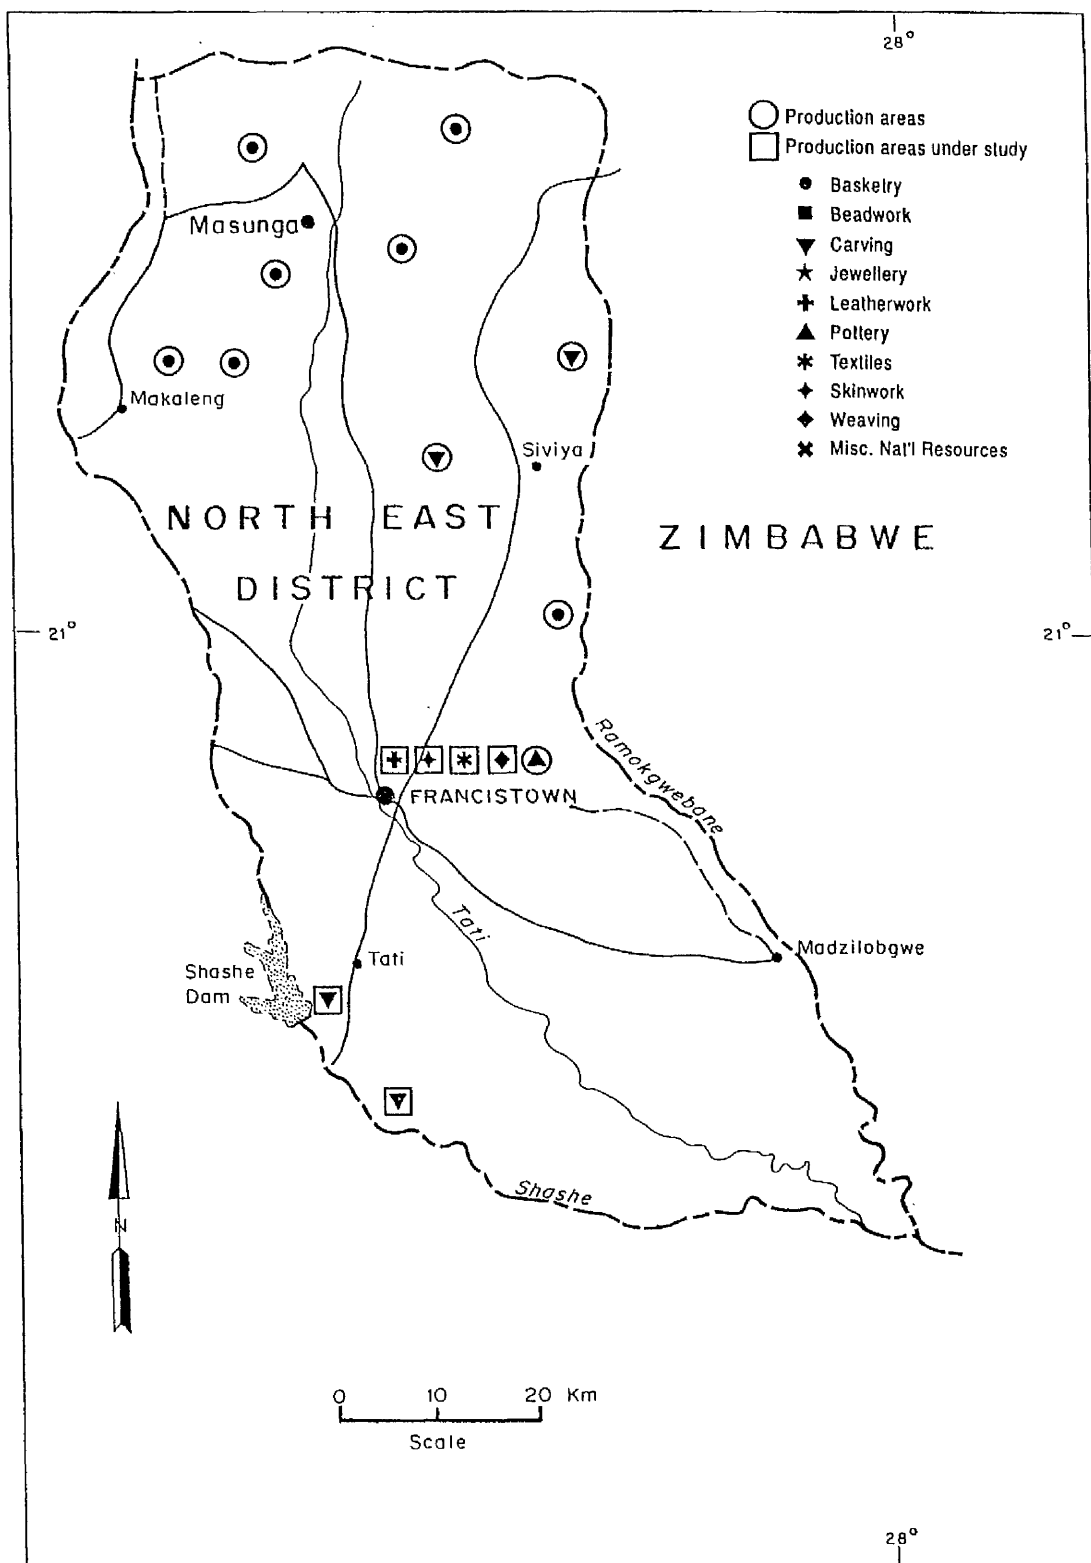 28°
Production areas
Production areas under study
Baskelry
Beadwork
Carving
Jewellery
Leatherwork
Pottery
Textiles
Skinwork
Weaving
Misc. Nat'l Resources
Masunga
Makaleng
Siviya
NORTH EAST
DISTRICT
ZIMBABWE
21°
21°
Ramokgwebane
FRANCISTOWN
Tati
Madzilobgwe
Tati
Shashe
Dam
Shashe
N
0 10 20 Km
Scale
28°